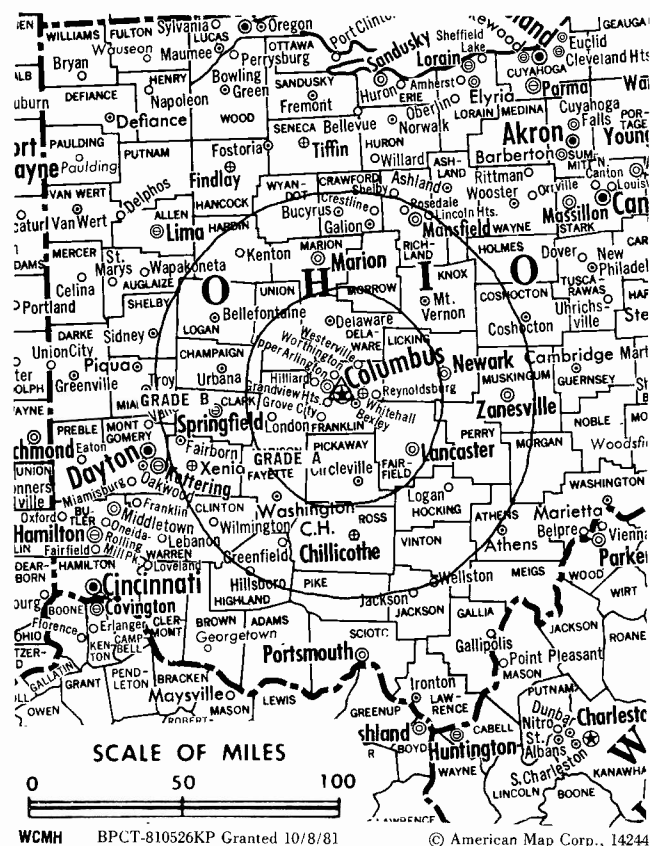 WILLIAMS
FULTON
Sylvania
LUCAS
Oregon
Port Clinton
GEAUGA
Wauseon
Maumee
Perrysburg
OTTAWA
Sandusky
Sheffield Lake
Lorain
Euclid
Cleveland Hts
Bryan
CUYAHOGA
HENRY
Bowling Green
SANDUSKY
Huron
ERIE
Amherst
Elyria
Parma
DEFIANCE
Napoleon
WOOD
Fremont
Oberlin
LORAIN
MEDINA
Cuyahoga Falls
Defiance
SENECA
Bellevue
Norwalk
Akron
PAULDING
PUTNAM
Fostoria
Tiffin
HURON
Willard
ASHLAND
Barberton
Paulding
Findlay
WYANDOT
CRAWFORD
Shelby
Ashland
Rittman
Wooster
Orrville
Canton
VAN WERT
Delphos
HANCOCK
Crestline
Rosedale
Lincoln Hts.
Massillon
Van Wert
ALLEN
Lima
HARDIN
Bucyrus
Galion
Mansfield
WAYNE
STARK
MERCER
St. Marys
Wapakoneta
Kenton
MARION
Marion
RICHLAND
HOLMES
Dover
New
Celina
AUGLAIZE
O H I O
UNION
MORROW
KNOX
TUSCARAWAS
SHELBY
LOGAN
Bellefontaine
Delaware
Mt. Vernon
COSHOCTON
Uhrichsville
Portland
DARKE
Sidney
Westerville
DELAWARE
LICKING
Coshocton
Union City
CHAMPAIGN
Worthington
Upper Arlington
Columbus
Newark
Cambridge
Piqua
Greenville
Troy
Urbana
Hilliard
Reynoldsburg
MUSKINGUM
GUERNSEY
GRADE B
CLARK
Grandview Hts.
Whitehall
Bexley
Zanesville
PREBLE
MONTGOMERY
Springfield
Grove City
London
FRANKLIN
PERRY
NOBLE
Eaton
Fairborn
PICKAWAY
MORGAN
Dayton
Xenia
GRADE A
FAYETTE
Circleville
FAIRFIELD
Lancaster
Kettering
WASHINGTON
Miamisburg
Oakwood
Logan
HOCKING
Oxford
BUTLER
Franklin
Middletown
CLINTON
Washington C.H.
ROSS
ATHENS
Marietta
Belpre
Hamilton
Lebanon
Wilmington
Chillicothe
VINTON
Athens
Fairfield
WARREN
Greenfield
HAMILTON
Loveland
Hillsboro
PIKE
Wellston
MEIGS
WOOD
WIRT
Cincinnati
HIGHLAND
Jackson
BOONE
Covington
JACKSON
GALLIA
JACKSON
Florence
Erlanger
CLERMONT
BROWN
ADAMS
SCIOTO
ROANE
KENTON
CAMPBELL
Georgetown
Gallipolis
GALLATIN
GRANT
PENDLETON
BRACKEN
Portsmouth
Point Pleasant
MASON
OWEN
Maysville
LEWIS
Ironton
LAWRENCE
PUTNAM
MASON
GREENUP
Dunbar
Nitro
St. Albans
BOYD
Huntington
CABELL
S. Charleston
KANAWHA
WAYNE
LINCOLN
BOONE
SCALE OF MILES
0 50 100
WCMH BPCT-810526KP Granted 10/8/81 © American Map Corp., 14244